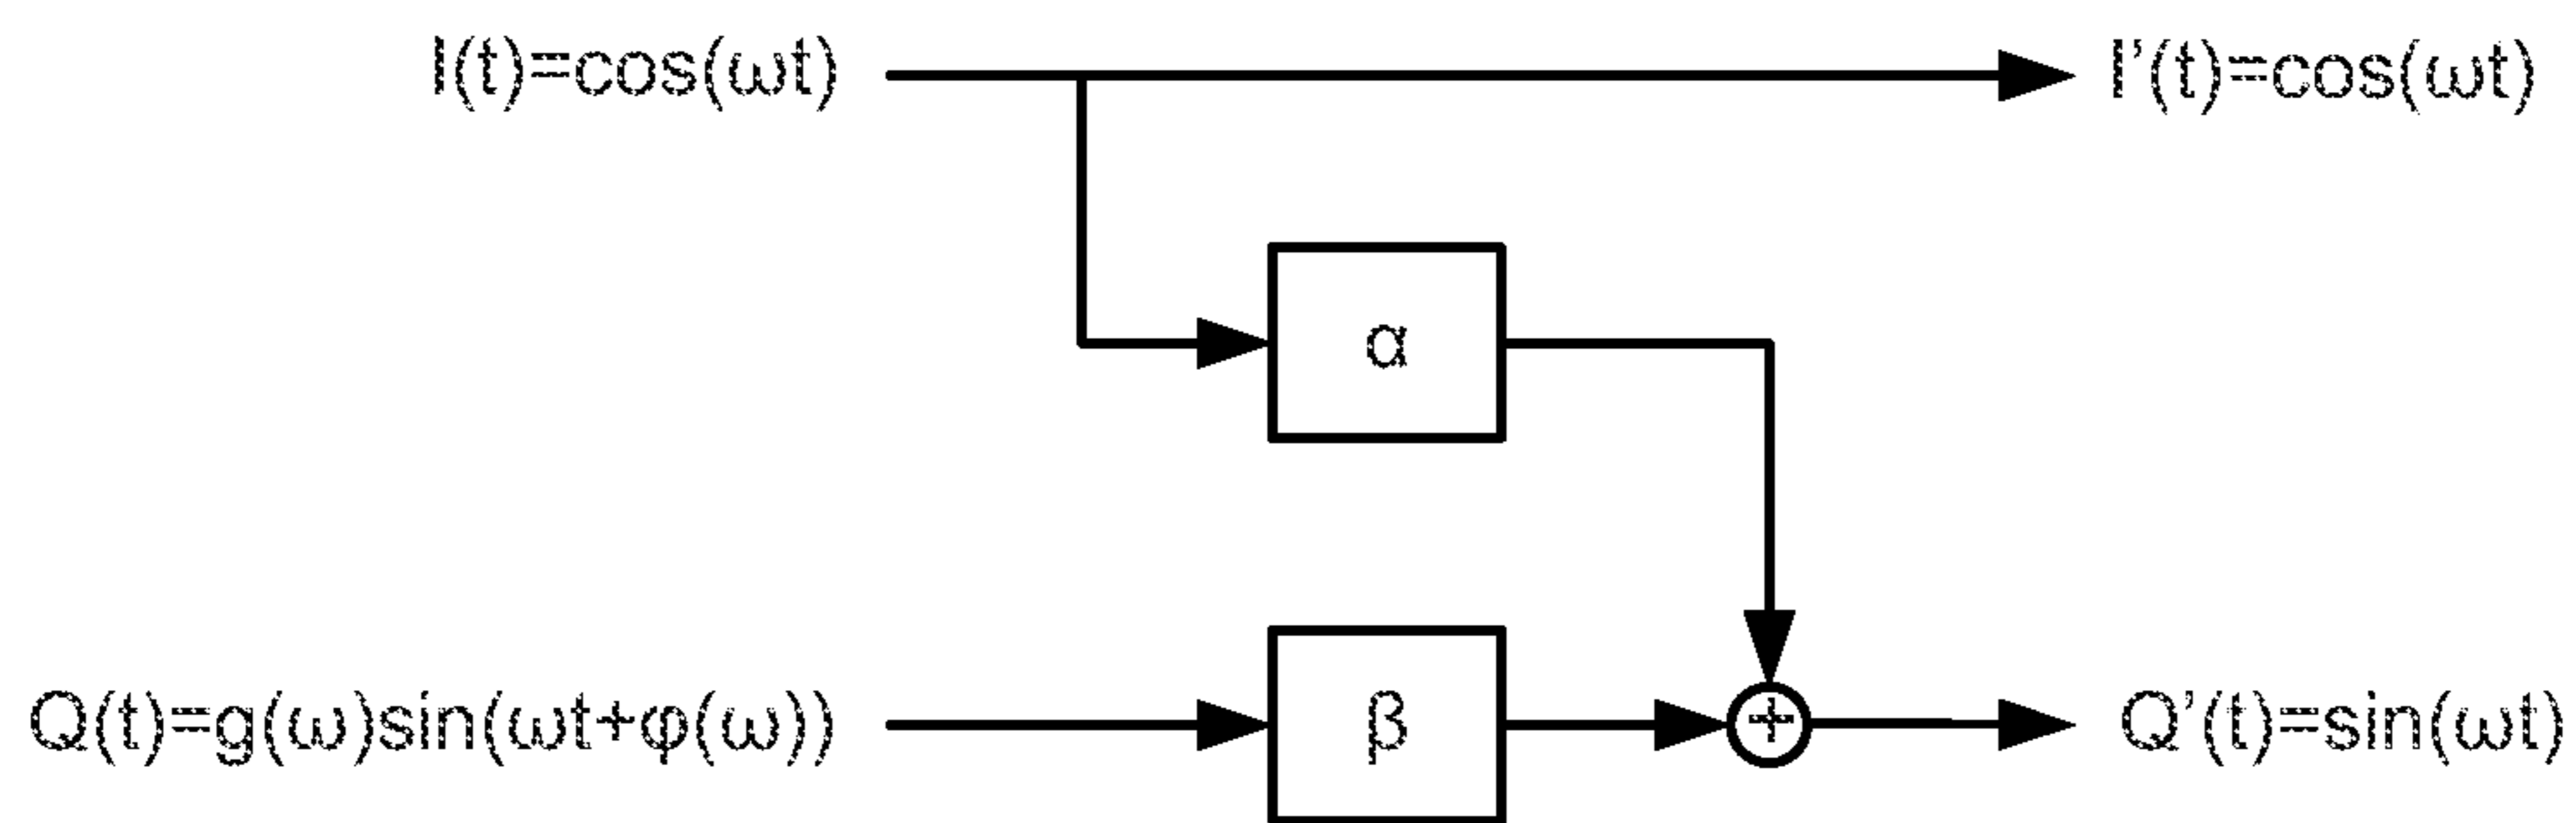 I(t)=cos(ωt)
I’(t)=cos(ωt)
α
Q(t)=g(ω)sin(ωt+φ(ω))
β
+
Q’(t)=sin(ωt)